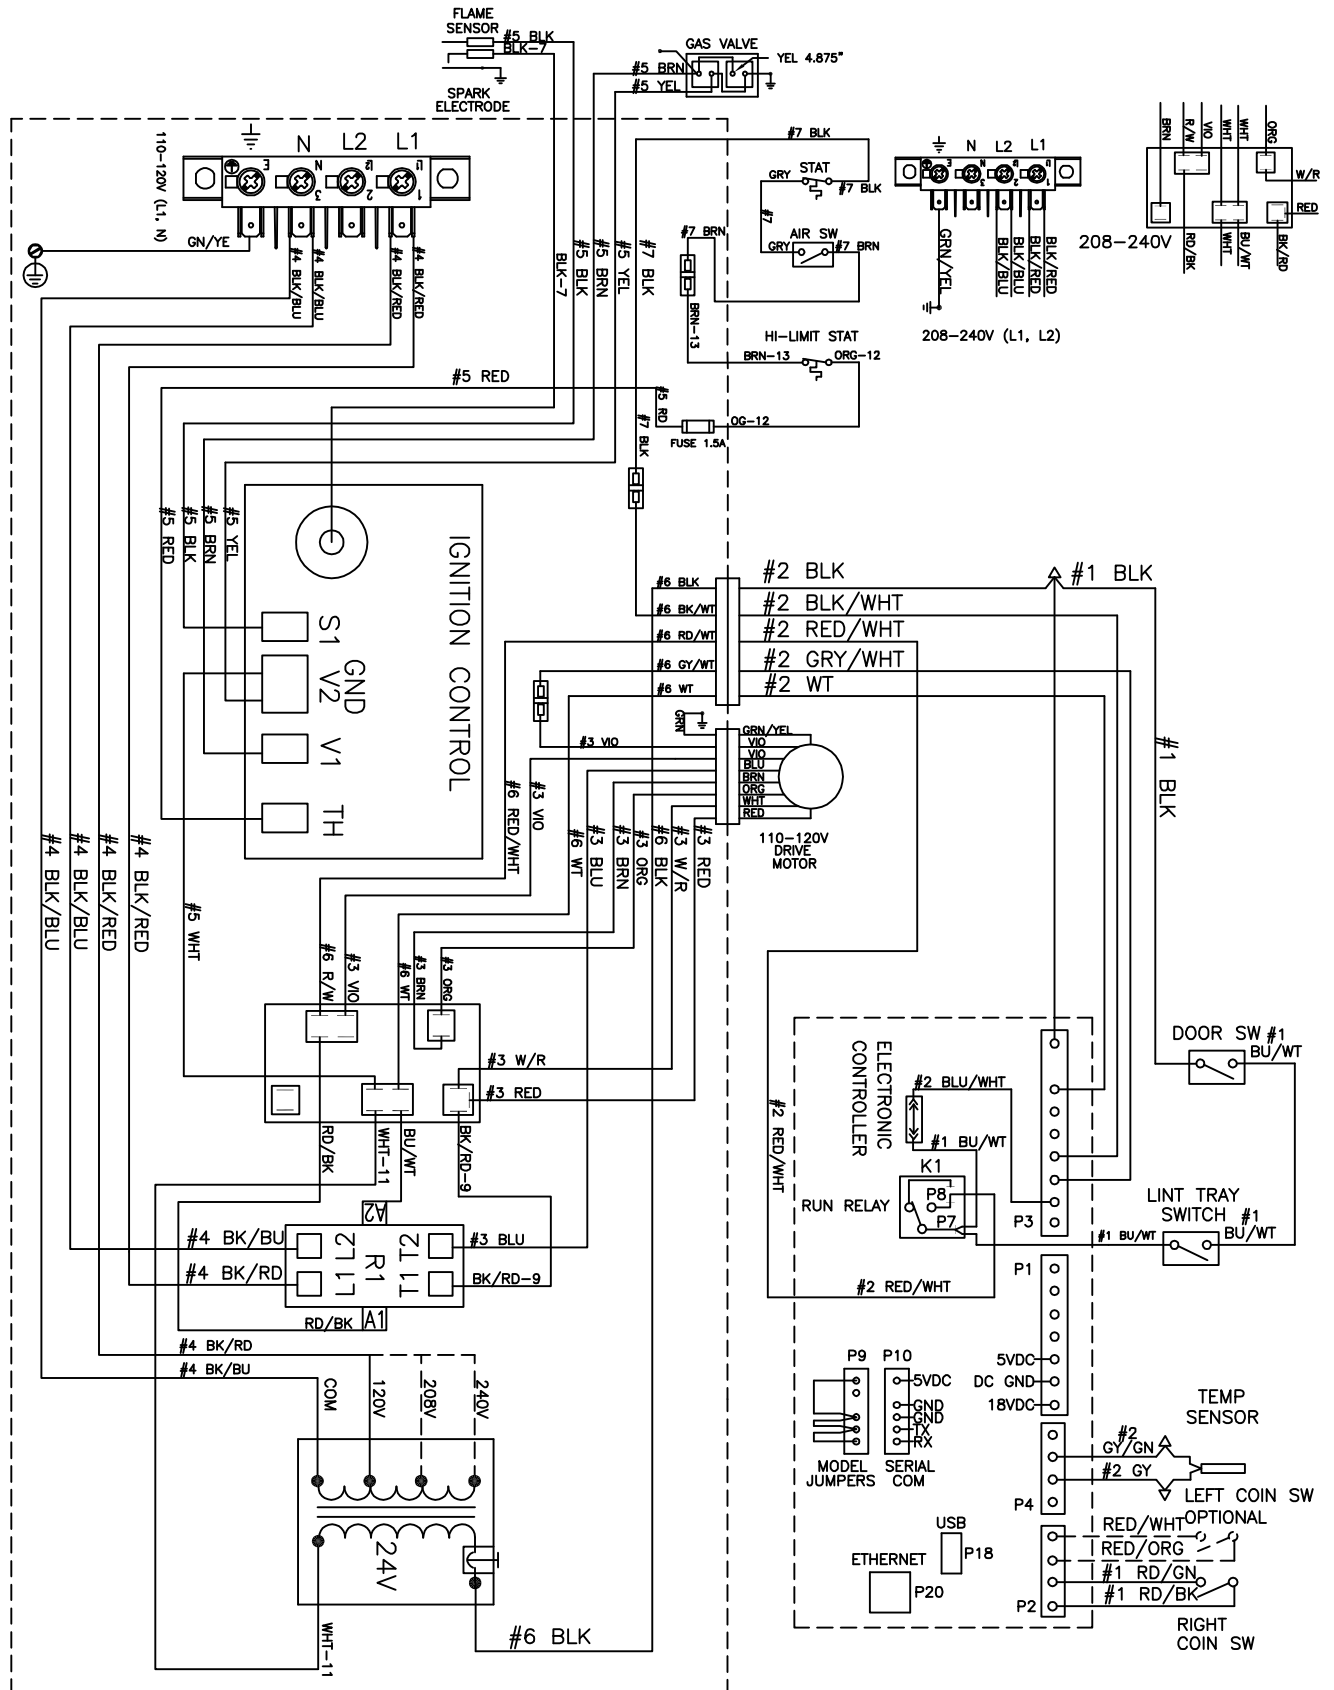 FLAME
SENSOR
#5 BLK
BLK-7
SPARK
ELECTRODE
GAS VALVE
#5 BRN
#5 YEL
YEL 4.875"
110-120V (L1, N)
N
L2
L1
E
N
L2
L1
3
2
1
GN/YE
#4 BLK/BLU
#4 BLK/BLU
#4 BLK/RED
#4 BLK/RED
BLK-7
#5 BLK
#5 BRN
#5 YEL
#7 BLK
#7 BLK
STAT
GRY
#7 BLK
#7
AIR SW
GRY
#7 BRN
#7 BRN
BRN-13
HI-LIMIT STAT
BRN-13
ORG-12
#5 RED
#5 RD
OG-12
FUSE 1.5A
#7 BLK
N
L2
L1
E
N
L2
L1
3
2
1
GRN/YEL
BLK/BLU
BLK/BLU
BLK/RED
BLK/RED
208-240V (L1, L2)
208-240V
BRN
R/W
VIO
WHT
WHT
ORG
W/R
RED
RD/BK
WHT
BU/WT
BK/RD
#5 RED
#5 BLK
#5 BRN
#5 YEL
IGNITION CONTROL
S1
GND
V2
V1
TH
#6 BLK
#6 BK/WT
#6 RD/WT
#6 GY/WT
#6 WT
#2 BLK
#2 BLK/WHT
#2 RED/WHT
#2 GRY/WHT
#2 WT
#1 BLK
#1 BLK
GRN
#3 VIO
GRN/YEL
VIO
VIO
BLU
BRN
ORG
WHT
RED
110-120V
DRIVE
MOTOR
#6 RED/WHT
#3 VIO
#6 WT
#3 BLU
#3 BRN
#3 ORG
#6 BLK
#3 W/R
#3 RED
#4 BLK/BLU
#4 BLK/BLU
#4 BLK/RED
#4 BLK/RED
#5 WHT
#6 R/W
#3 VIO
#6 WT
#3 BRN
#3 ORG
#3 W/R
#3 RED
RD/BK
WHT-11
BU/WT
BK/RD-9
A2
#4 BK/BU
L2
T2
#3 BLU
R1
#4 BK/RD
L1
T1
BK/RD-9
RD/BK
A1
#4 BK/RD
#4 BK/BU
COM
120V
208V
240V
24V
WHT-11
#6 BLK
#2 RED/WHT
ELECTRONIC
CONTROLLER
#2 BLU/WHT
#1 BU/WT
K1
RUN RELAY
P8
P7
P3
#2 RED/WHT
DOOR SW #1
BU/WT
LINT TRAY
SWITCH #1
#1 BU/WT
BU/WT
P1
5VDC
DC GND
18VDC
P9
P10
5VDC
GND
GND
TX
RX
MODEL
JUMPERS
SERIAL
COM
TEMP
SENSOR
#2
GY/GN
#2 GY
P4
LEFT COIN SW
OPTIONAL
RED/WHT
RED/ORG
#1 RD/GN
#1 RD/BK
P2
RIGHT
COIN SW
USB
P18
ETHERNET
P20